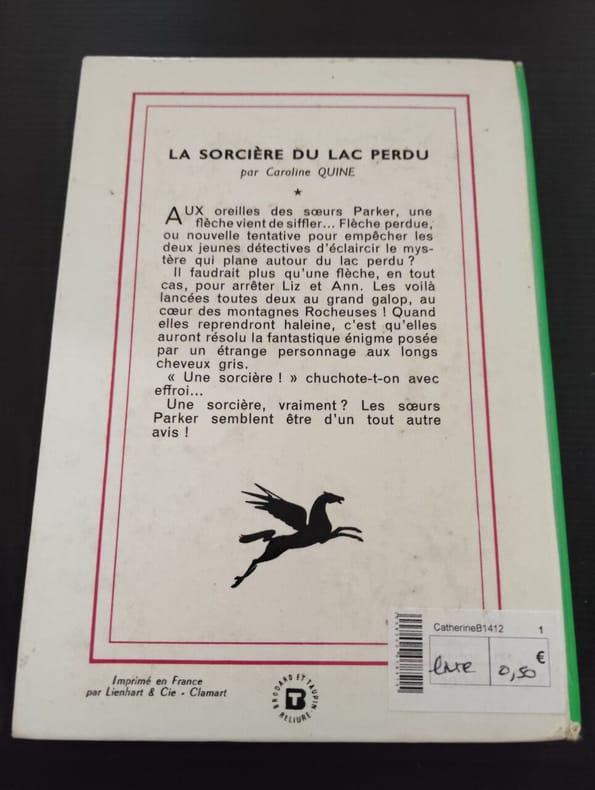 LA SORCIÈRE DU LAC PERDU
par Caroline QUINE
AUX oreilles des sœurs Parker, une
flèche vient de siffler... Flèche perdue,
ou nouvelle tentative pour empêcher les
deux jeunes détectives d'éclaircir le mys-
tère qui plane autour du lac perdu ?
Il faudrait plus qu'une flèche, en tout
cas, pour arrêter Liz et Ann. Les voilà
lancées toutes deux au grand galop, au
cœur des montagnes Rocheuses ! Quand
elles reprendront haleine, c'est qu'elles
auront résolu la fantastique énigme posée
par un étrange personnage aux longs
cheveux gris.
« Une sorcière ! » chuchote-t-on avec
effroi...
Une sorcière, vraiment ? Les sœurs
Parker semblent être d'un tout autre
avis !
Imprimé en France
par Lienhart & Cie - Clamart
BRODARD ET TAUPIN
RELIURE
CatherineB1412 1
0,50 €